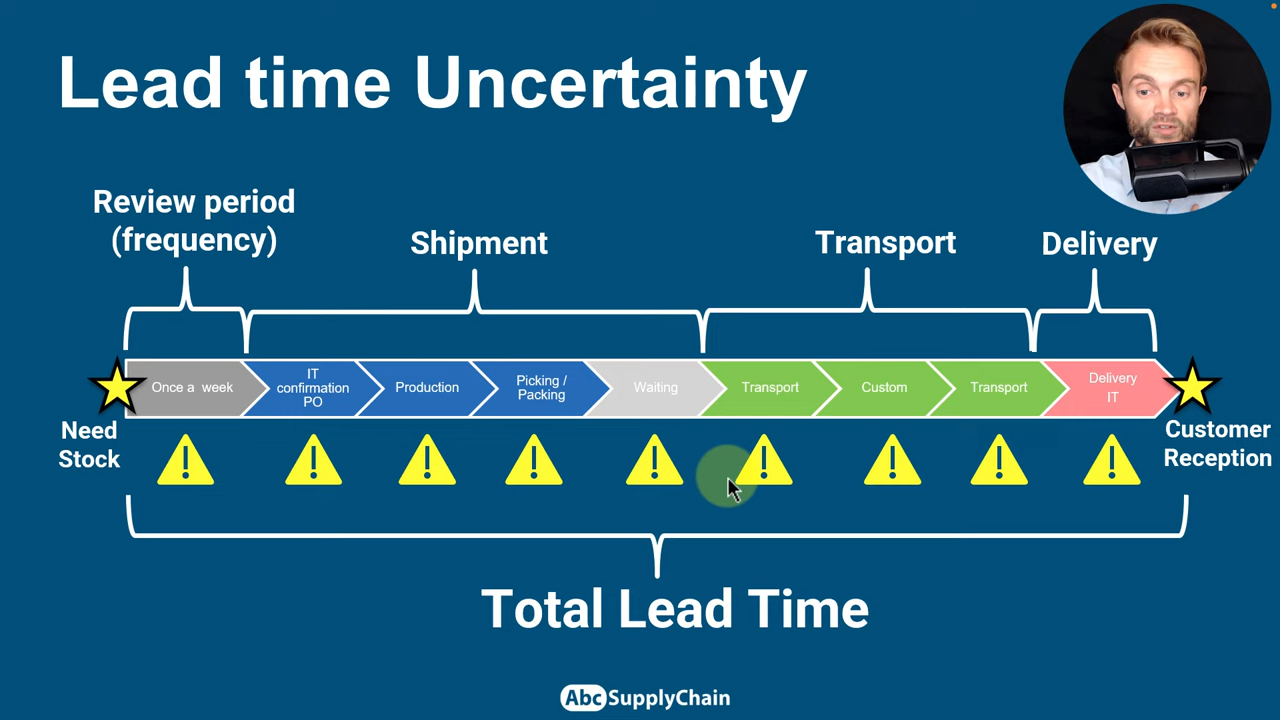 Lead time Uncertainty
Review period
(frequency)
Shipment
Transport
Delivery
Once a week
IT
confirmation
PO
Production
Picking /
Packing
Waiting
Transport
Custom
Transport
Delivery
IT
Need
Stock
Customer
Reception
Total Lead Time
Abc SupplyChain